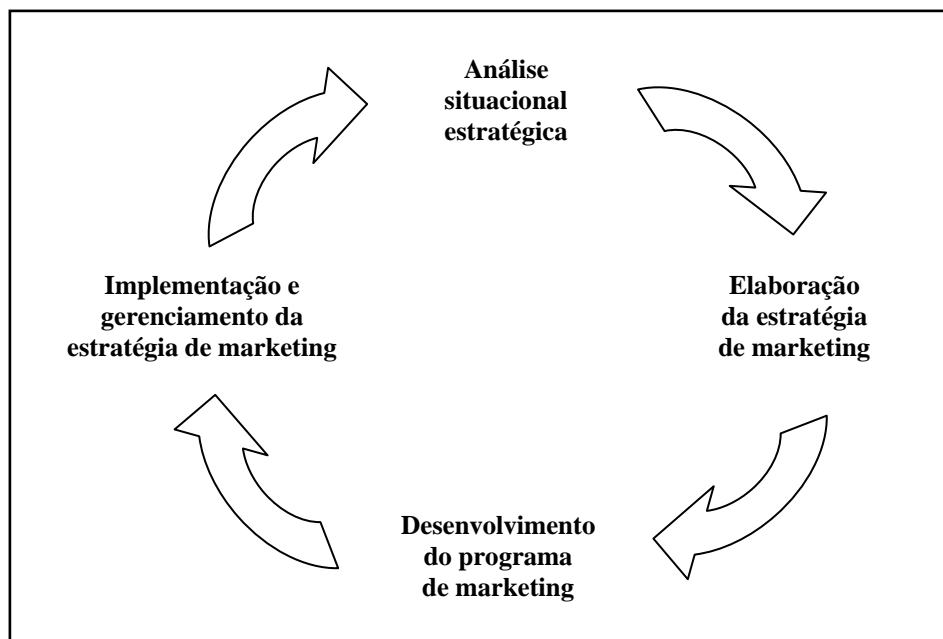 Análise
situacional
estratégica
Elaboração
da estratégia
de marketing
Desenvolvimento
do programa
de marketing
Implementação e
gerenciamento da
estratégia de marketing